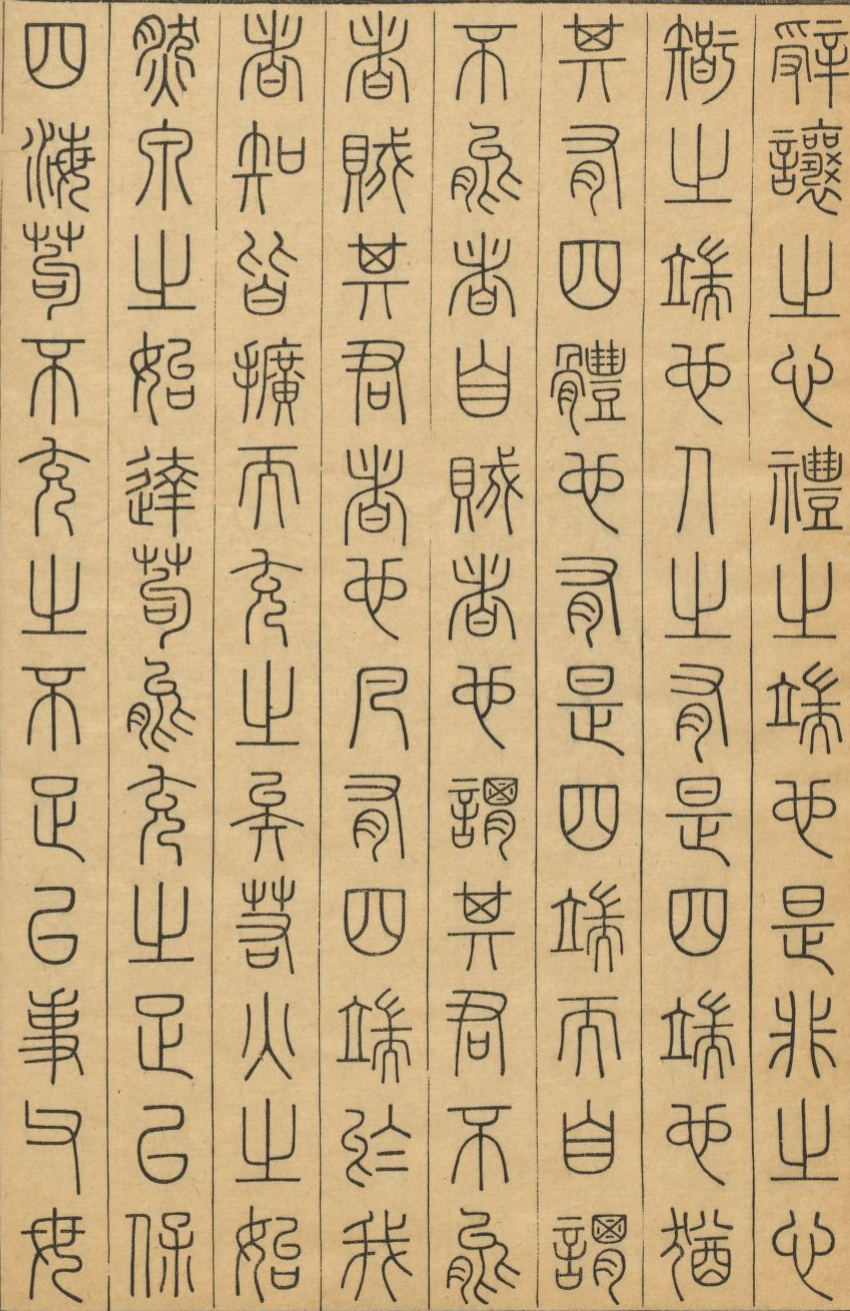 辭讓之心禮之端也是非之心
智之端也人之有是四端也猶
其有四體也有是四端而自謂
不能者自賊者也謂其君不能
者賊其君者也凡有四端於我
者知皆擴而充之矣若火之始
然泉之始達苟能充之足以保
四海苟不充之不足以事父母